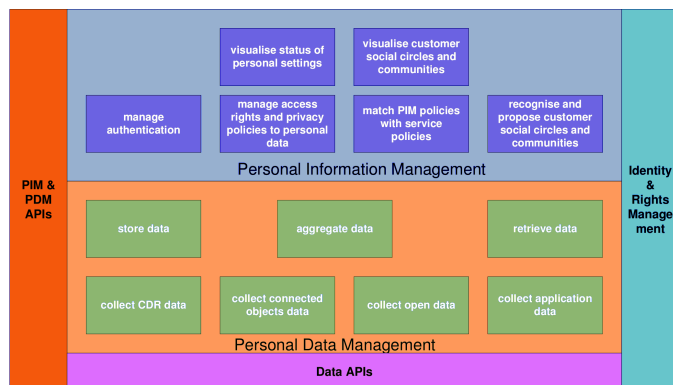 visualise status of
personal settings
visualise customer
social circles and
communities
manage
authentication
manage access
rights and privacy
policies to personal
data
match PIM policies
with service
policies
recognise and
propose customer
social circles and
communities
Personal Information Management
PIM &
PDM
APIs
Identity
&
Rights
Manage
ment
store data
aggregate data
retrieve data
collect CDR data
collect connected
objects data
collect open data
collect application
data
Personal Data Management
Data APIs